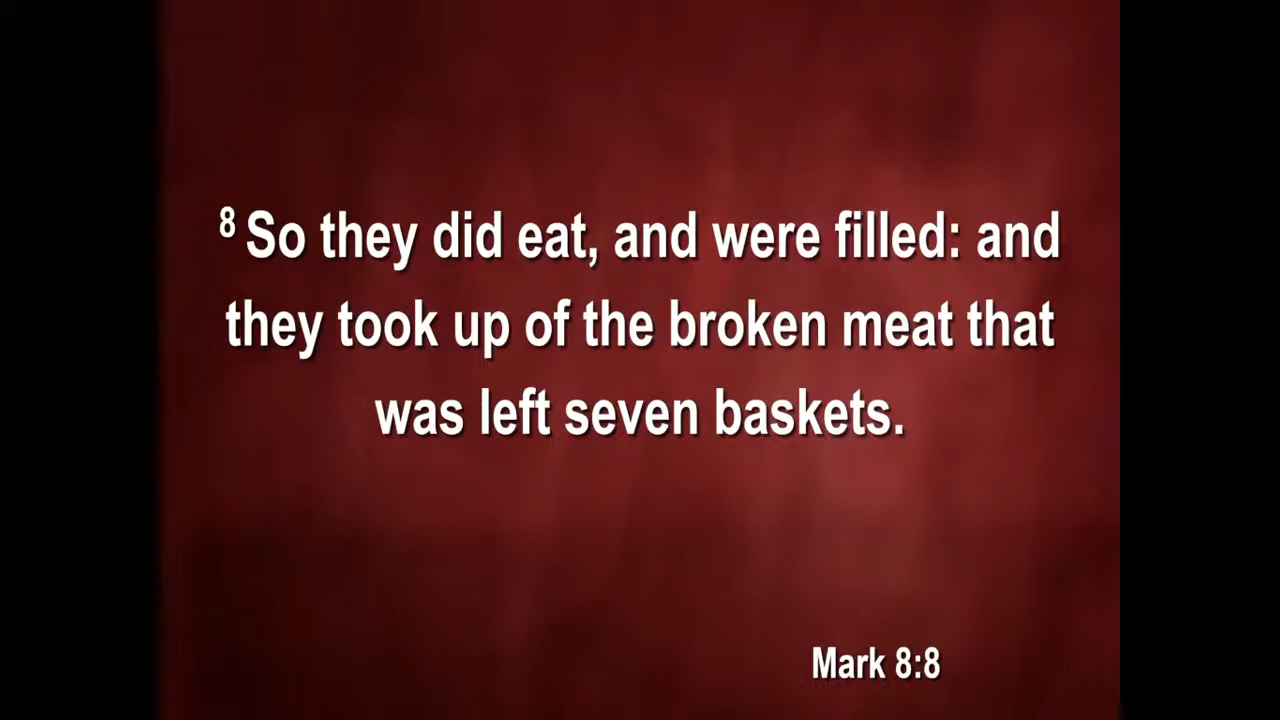 8 So they did eat, and were filled: and
they took up of the broken meat that
was left seven baskets.
Mark 8:8